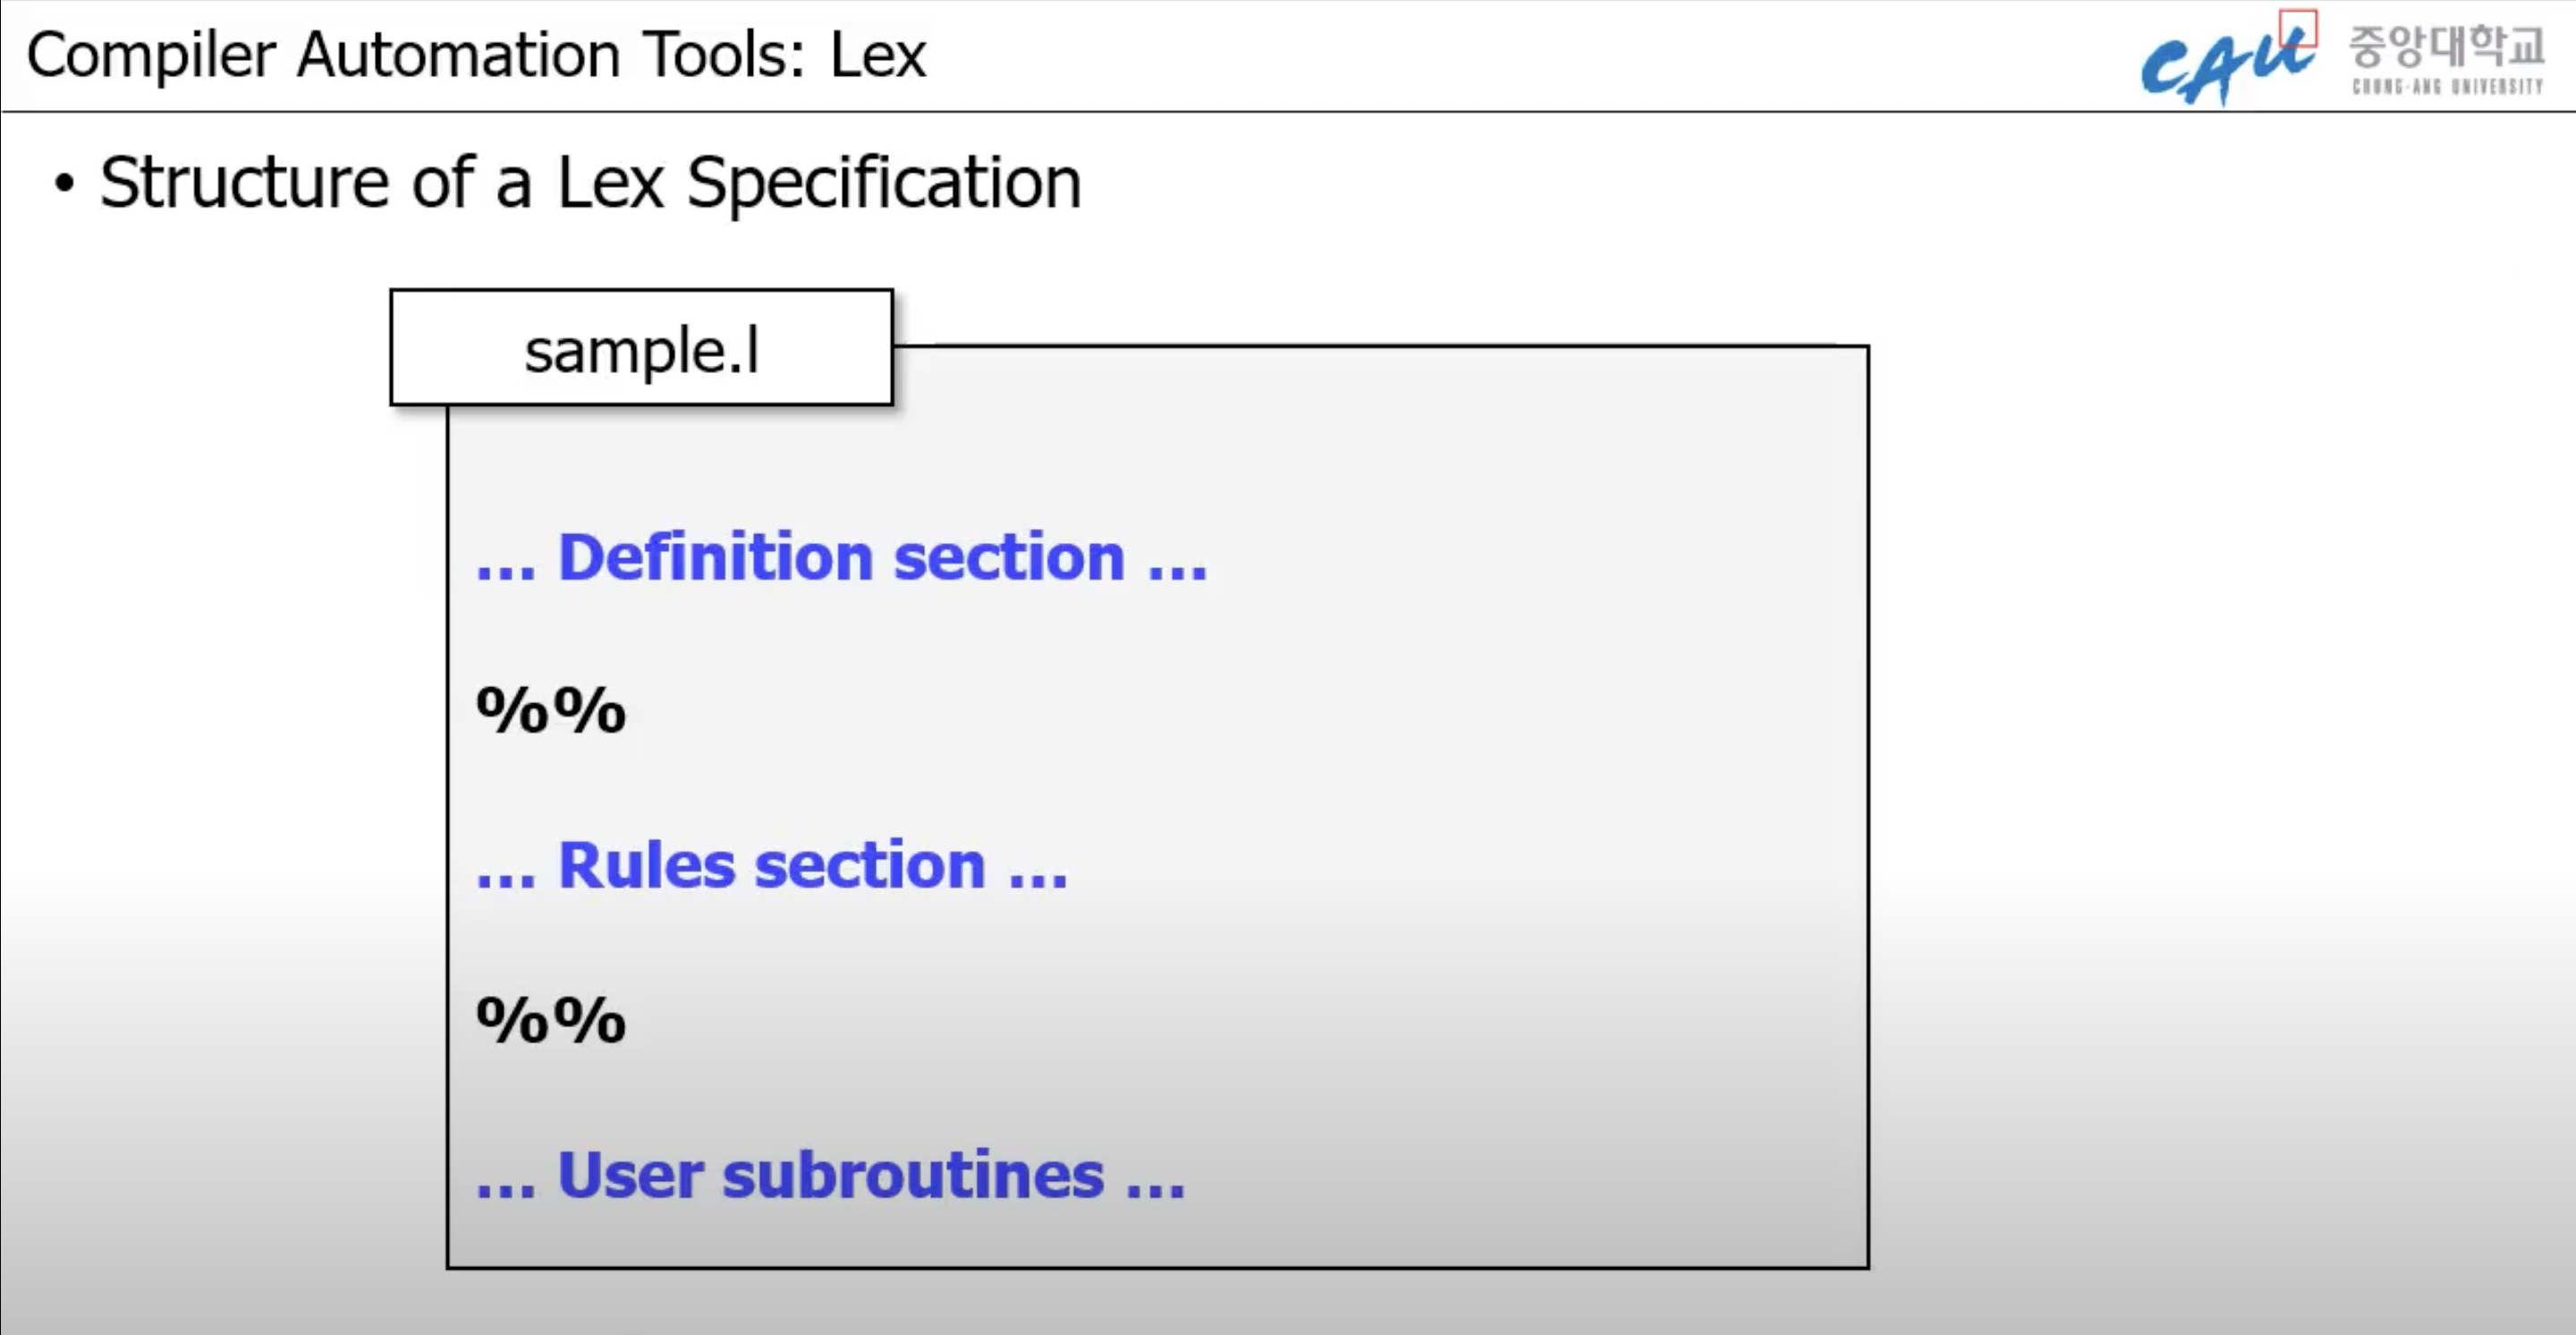 Compiler Automation Tools: Lex
CAU 중앙대학교
CHUNG-ANG UNIVERSITY
• Structure of a Lex Specification
sample.l
... Definition section ...
%%
... Rules section ...
%%
... User subroutines ...